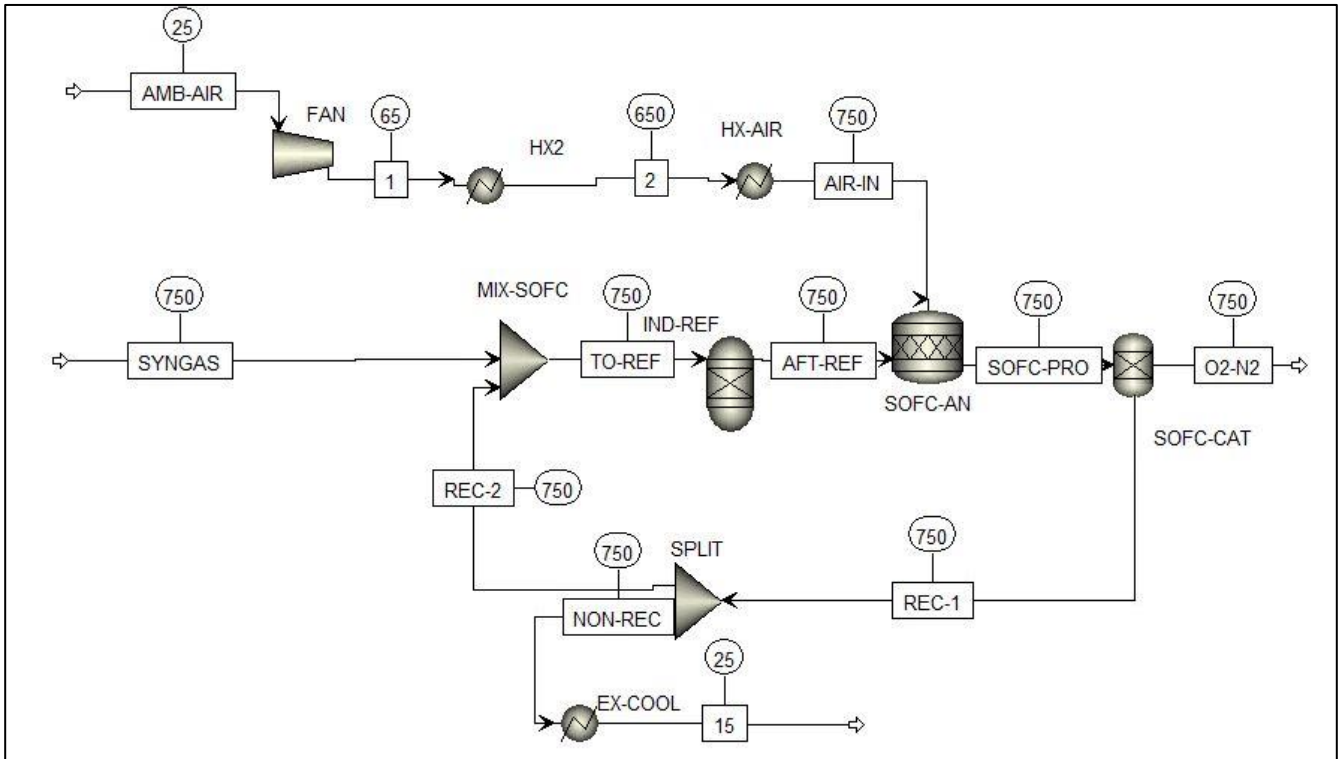 25
AMB-AIR
FAN
65
1
HX2
650
2
HX-AIR
750
AIR-IN
750
SYNGAS
MIX-SOFC
750
TO-REF
IND-REF
750
AFT-REF
SOFC-AN
750
SOFC-PRO
SOFC-CAT
750
O2-N2
REC-2
750
750
NON-REC
SPLIT
750
REC-1
EX-COOL
25
15